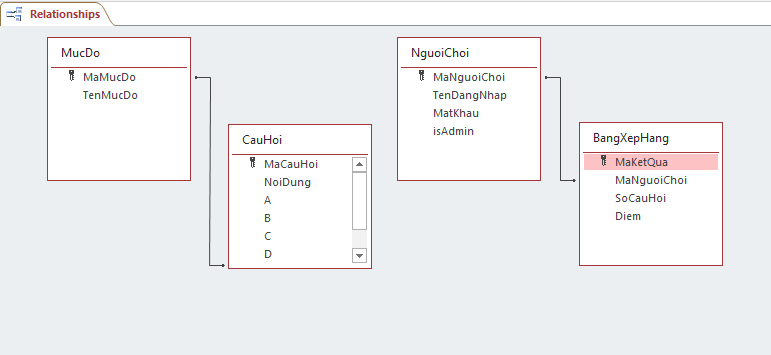 Relationships
MucDo
MaMucDo
TenMucDo
CauHoi
MaCauHoi
NoiDung
A
B
C
D
NguoiChoi
MaNguoiChoi
TenDangNhap
MatKhau
isAdmin
BangXepHang
MaKetQua
MaNguoiChoi
SoCauHoi
Diem